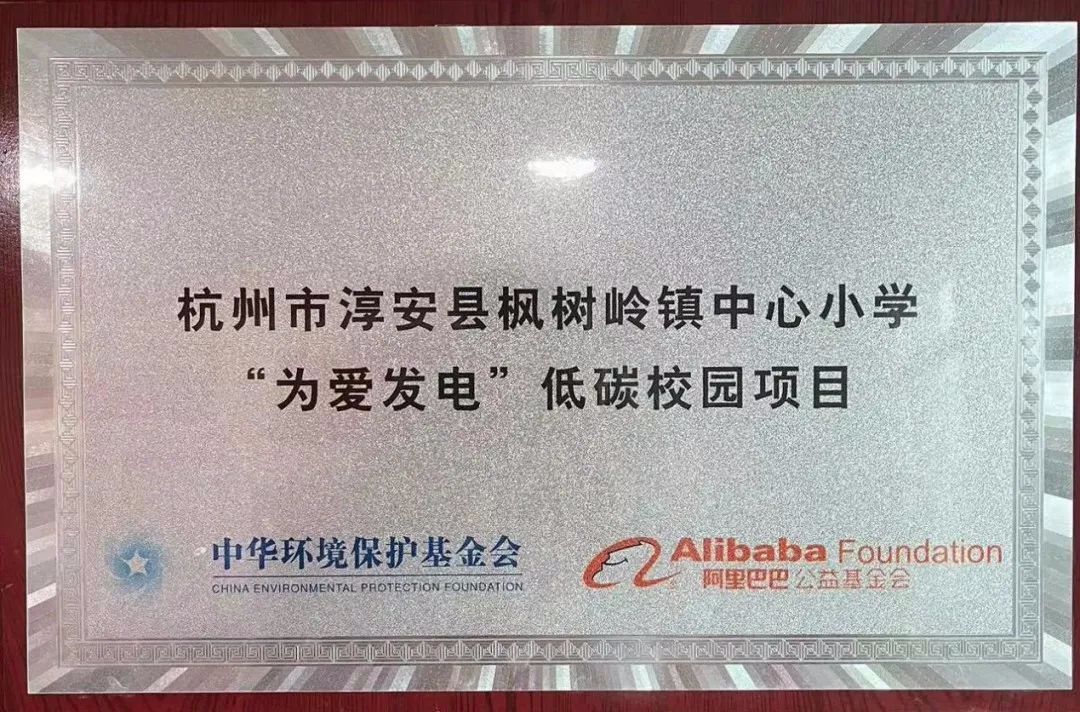 杭州市淳安县枫树岭镇中心小学
“为爱发电”低碳校园项目
中华环境保护基金会
CHINA ENVIRONMENTAL PROTECTION FOUNDATION
Alibaba Foundation
阿里巴巴公益基金会